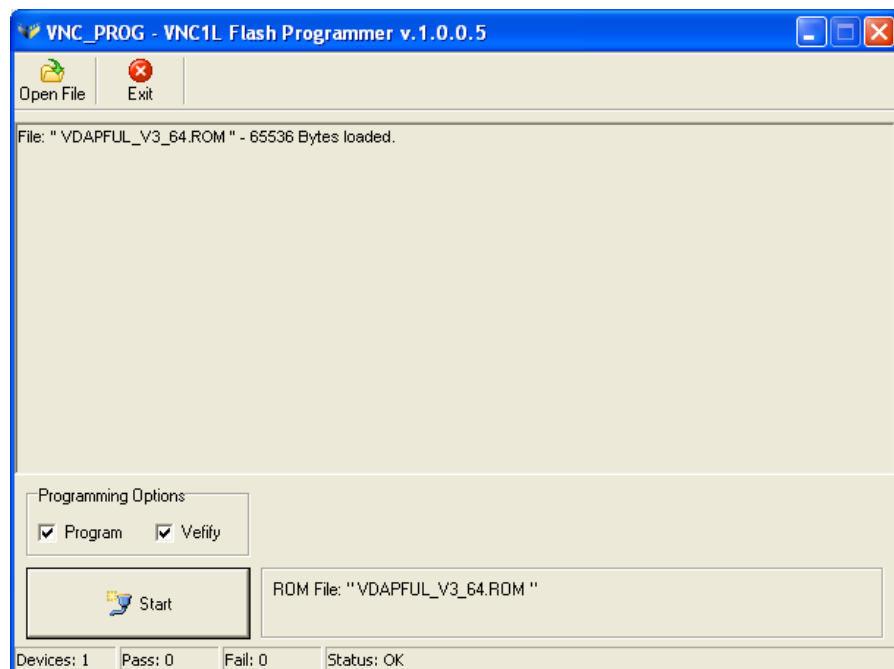 VNC_PROG - VNC1L Flash Programmer v.1.0.0.5
Open File Exit
File: " VDAPFUL_V3_64.ROM " - 65536 Bytes loaded.
Programming Options
Program Vefify
Start
ROM File: " VDAPFUL_V3_64.ROM "
Devices: 1 Pass: 0 Fail: 0 Status: OK